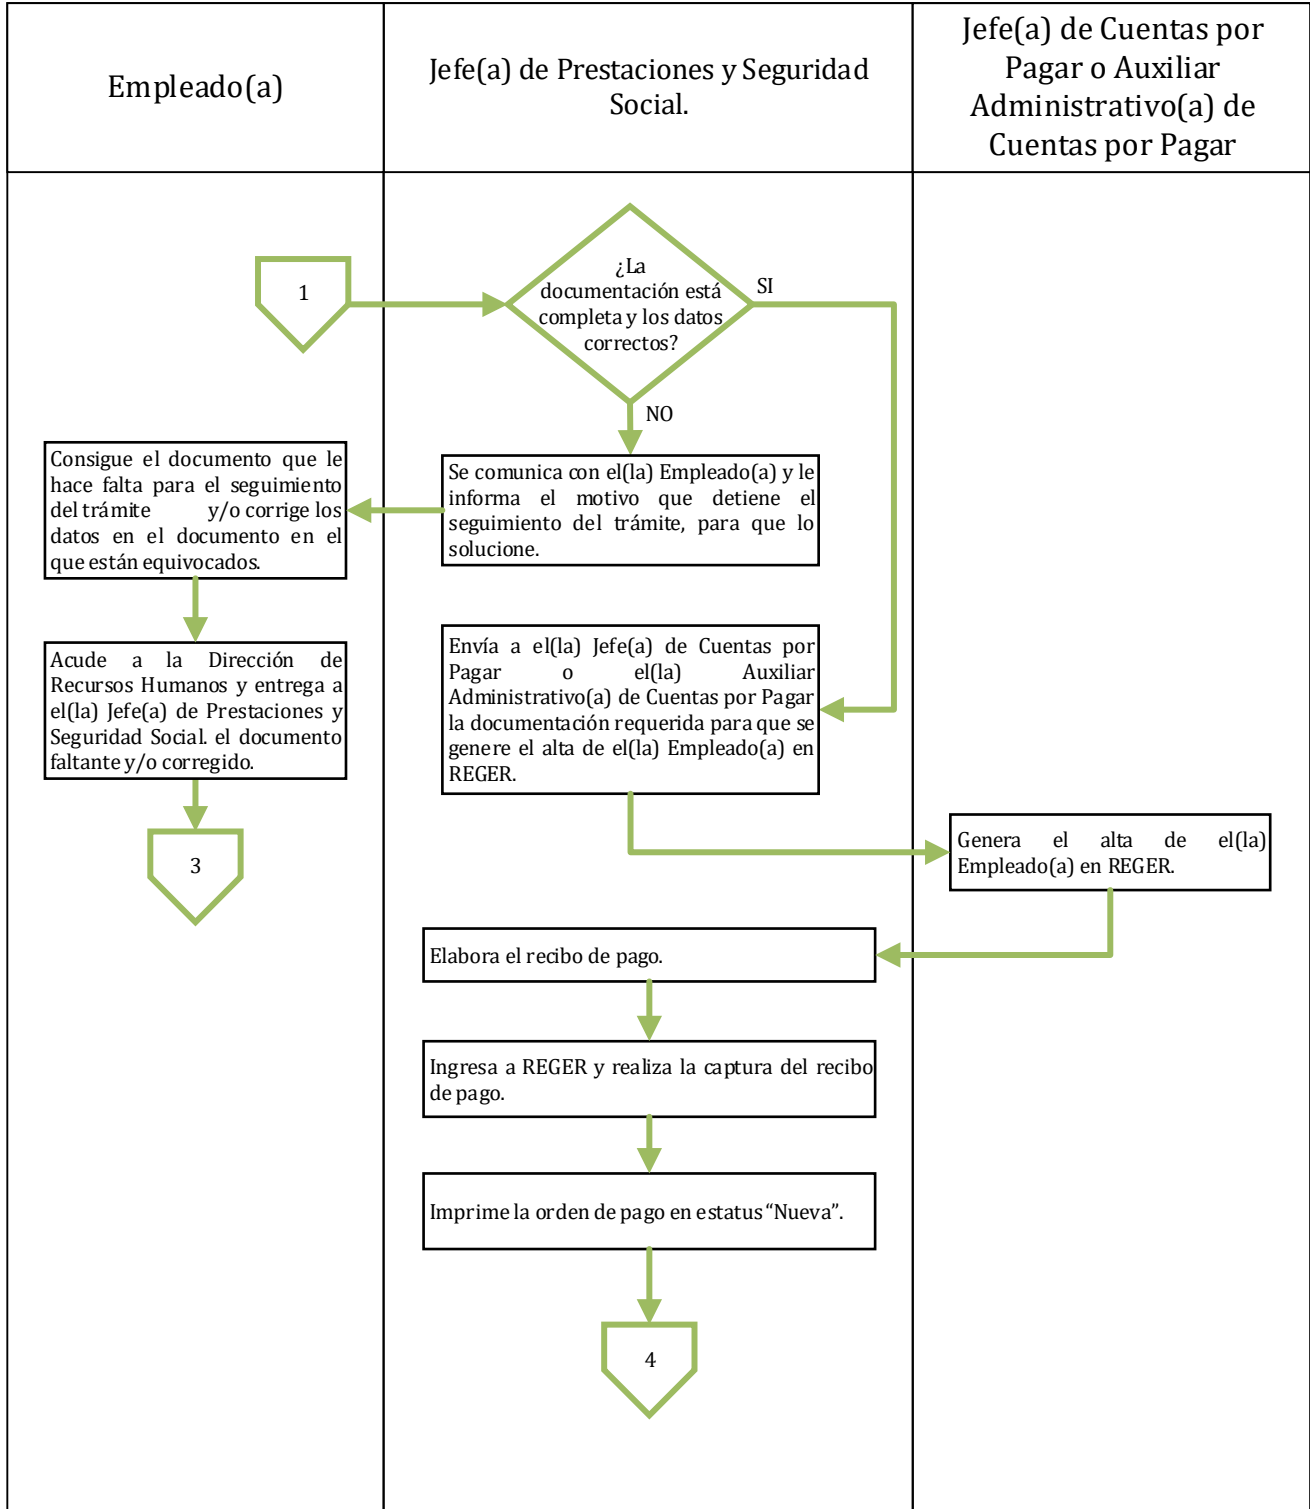 Empleado(a)
Jefe(a) de Prestaciones y Seguridad
Social.
Jefe(a) de Cuentas por
Pagar o Auxiliar
Administrativo(a) de
Cuentas por Pagar
1
¿La
documentación está
completa y los datos
correctos?
SI
NO
Se comunica con el(la) Empleado(a) y le
informa el motivo que detiene el
seguimiento del trámite, para que lo
solucione.
Consigue el documento que le
hace falta para el seguimiento
del trámite y/o corrige los
datos en el documento en el
que están equivocados.
Acude a la Dirección de
Recursos Humanos y entrega a
el(la) Jefe(a) de Prestaciones y
Seguridad Social. el documento
faltante y/o corregido.
3
Envía a el(la) Jefe(a) de Cuentas por
Pagar o el(la) Auxiliar
Administrativo(a) de Cuentas por Pagar
la documentación requerida para que se
genere el alta de el(la) Empleado(a) en
REGER.
Genera el alta de el(la)
Empleado(a) en REGER.
Elabora el recibo de pago.
Ingresa a REGER y realiza la captura del recibo
de pago.
Imprime la orden de pago en estatus “Nueva”.
4